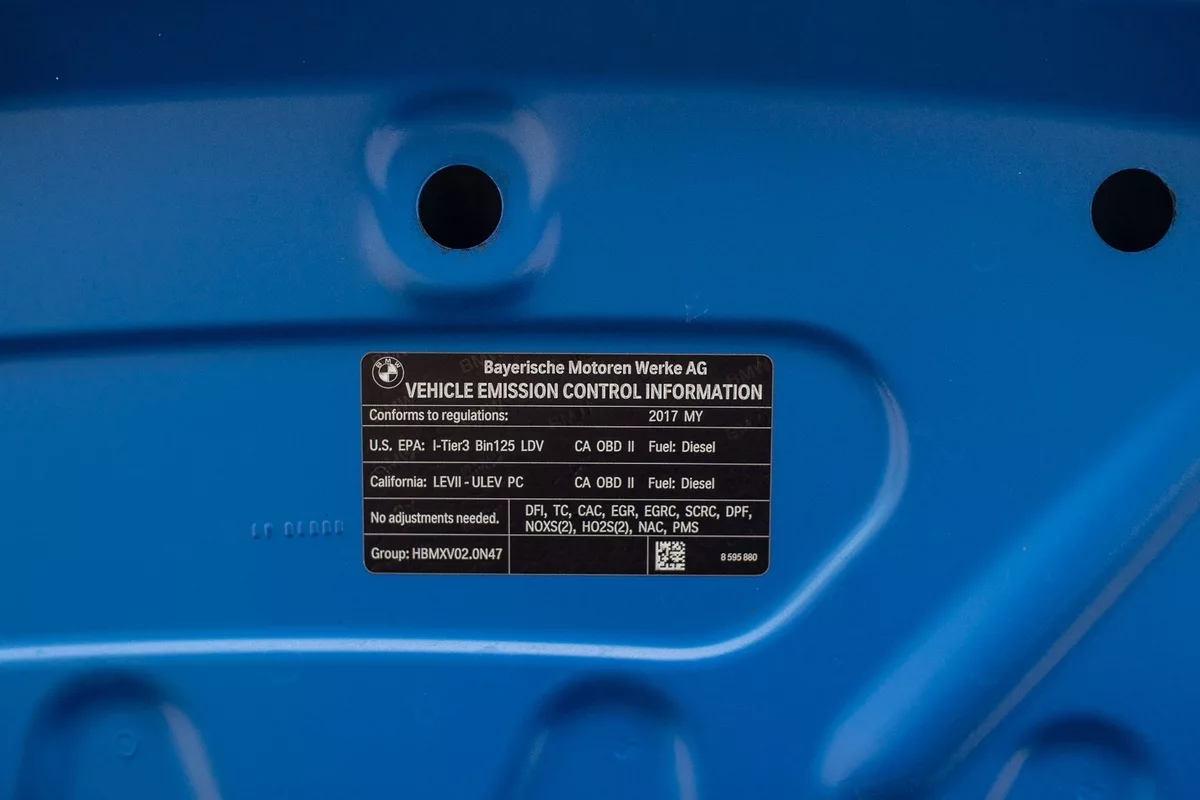 BMW
Bayerische Motoren Werke AG
VEHICLE EMISSION CONTROL INFORMATION
Conforms to regulations: 2017 MY
U.S. EPA: I-Tier3 Bin125 LDV CA OBD II Fuel: Diesel
California: LEVII - ULEV PC CA OBD II Fuel: Diesel
No adjustments needed.
DFI, TC, CAC, EGR, EGRC, SCRC, DPF,
NOXS(2), HO2S(2), NAC, PMS
Group: HBMXV02.0N47
8 595 880